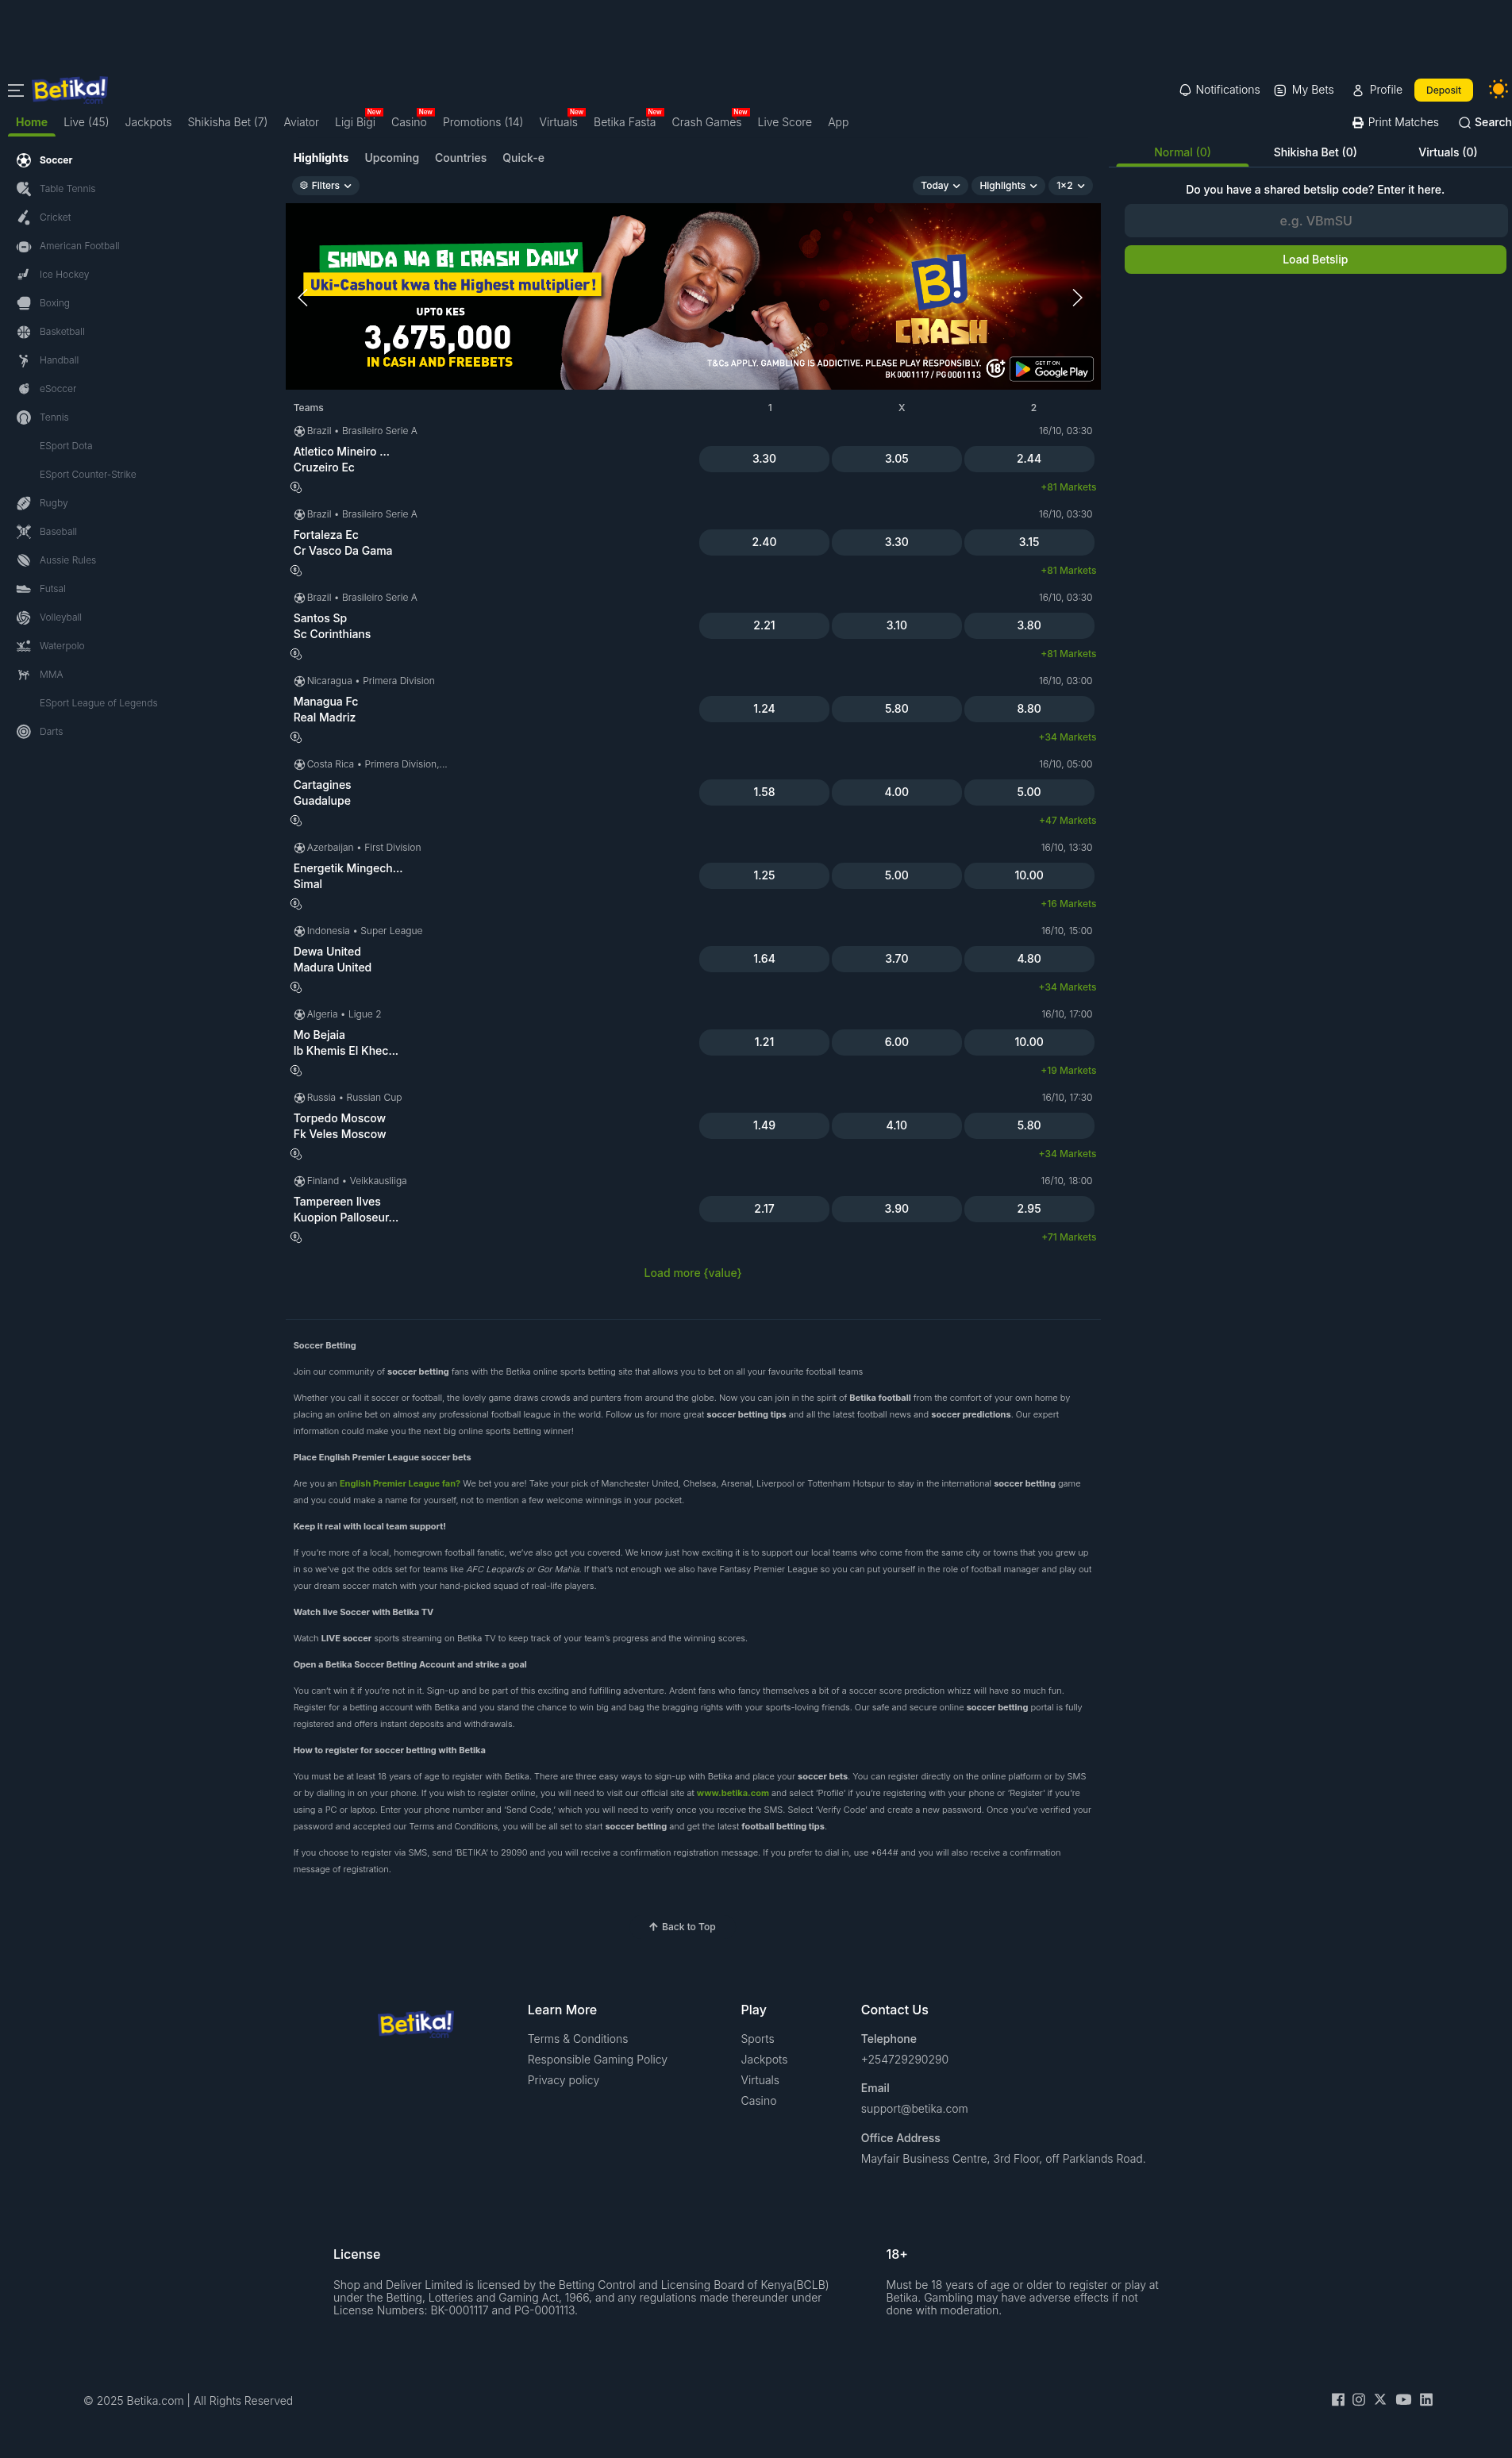 Betika!
.com
Notifications
My Bets
Profile
Deposit
Home
Live (45)
Jackpots
Shikisha Bet (7)
Aviator
Ligi Bigi
New
Casino
New
Promotions (14)
Virtuals
New
Betika Fasta
New
Crash Games
New
Live Score
App
Print Matches
Search
Soccer
Table Tennis
Cricket
American Football
Ice Hockey
Boxing
Basketball
Handball
eSoccer
Tennis
ESport Dota
ESport Counter-Strike
Rugby
Baseball
Aussie Rules
Futsal
Volleyball
Waterpolo
MMA
ESport League of Legends
Darts
Highlights
Upcoming
Countries
Quick-e
Filters
Today
Highlights
1x2
SHINDA NA B! CRASH DAILY
Uki-Cashout kwa the Highest multiplier!
UPTO KES
3,675,000
IN CASH AND FREEBETS
B!
CRASH
T&Cs APPLY. GAMBLING IS ADDICTIVE. PLEASE PLAY RESPONSIBLY.
BK0001117 / PG0001113
18+
GET IT ON
Google Play
Teams 1 X 2
Brazil • Brasileiro Serie A 16/10, 03:30
Atletico Mineiro ...
Cruzeiro Ec
3.30 3.05 2.44
+81 Markets
Brazil • Brasileiro Serie A 16/10, 03:30
Fortaleza Ec
Cr Vasco Da Gama
2.40 3.30 3.15
+81 Markets
Brazil • Brasileiro Serie A 16/10, 03:30
Santos Sp
Sc Corinthians
2.21 3.10 3.80
+81 Markets
Nicaragua • Primera Division 16/10, 03:00
Managua Fc
Real Madriz
1.24 5.80 8.80
+34 Markets
Costa Rica • Primera Division,... 16/10, 05:00
Cartagines
Guadalupe
1.58 4.00 5.00
+47 Markets
Azerbaijan • First Division 16/10, 13:30
Energetik Mingech...
Simal
1.25 5.00 10.00
+16 Markets
Indonesia • Super League 16/10, 15:00
Dewa United
Madura United
1.64 3.70 4.80
+34 Markets
Algeria • Ligue 2 16/10, 17:00
Mo Bejaia
Ib Khemis El Khec...
1.21 6.00 10.00
+19 Markets
Russia • Russian Cup 16/10, 17:30
Torpedo Moscow
Fk Veles Moscow
1.49 4.10 5.80
+34 Markets
Finland • Veikkausliiga 16/10, 18:00
Tampereen Ilves
Kuopion Palloseur...
2.17 3.90 2.95
+71 Markets
Load more {value}
Normal (0)
Shikisha Bet (0)
Virtuals (0)
Do you have a shared betslip code? Enter it here.
e.g. VBmSU
Load Betslip
Soccer Betting
Join our community of soccer betting fans with the Betika online sports betting site that allows you to bet on all your favourite football teams
Whether you call it soccer or football, the lovely game draws crowds and punters from around the globe. Now you can join in the spirit of Betika football from the comfort of your own home by
placing an online bet on almost any professional football league in the world. Follow us for more great soccer betting tips and all the latest football news and soccer predictions. Our expert
information could make you the next big online sports betting winner!
Place English Premier League soccer bets
Are you an English Premier League fan? We bet you are! Take your pick of Manchester United, Chelsea, Arsenal, Liverpool or Tottenham Hotspur to stay in the international soccer betting game
and you could make a name for yourself, not to mention a few welcome winnings in your pocket.
Keep it real with local team support!
If you're more of a local, homegrown football fanatic, we've also got you covered. We know just how exciting it is to support our local teams who come from the same city or towns that you grew up
in so we've got the odds set for teams like AFC Leopards or Gor Mahia. If that's not enough we also have Fantasy Premier League so you can put yourself in the role of football manager and play out
your dream soccer match with your hand-picked squad of real-life players.
Watch live Soccer with Betika TV
Watch LIVE soccer sports streaming on Betika TV to keep track of your team's progress and the winning scores.
Open a Betika Soccer Betting Account and strike a goal
You can't win it if you're not in it. Sign-up and be part of this exciting and fulfilling adventure. Ardent fans who fancy themselves a bit of a soccer score prediction whizz will have so much fun.
Register for a betting account with Betika and you stand the chance to win big and bag the bragging rights with your sports-loving friends. Our safe and secure online soccer betting portal is fully
registered and offers instant deposits and withdrawals.
How to register for soccer betting with Betika
You must be at least 18 years of age to register with Betika. There are three easy ways to sign-up with Betika and place your soccer bets. You can register directly on the online platform or by SMS
or by dialling in on your phone. If you wish to register online, you will need to visit our official site at www.betika.com and select 'Profile' if you're registering with your phone or 'Register' if you're
using a PC or laptop. Enter your phone number and 'Send Code,' which you will need to verify once you receive the SMS. Select 'Verify Code' and create a new password. Once you've verified your
password and accepted our Terms and Conditions, you will be all set to start soccer betting and get the latest football betting tips.
If you choose to register via SMS, send 'BETIKA' to 29090 and you will receive a confirmation registration message. If you prefer to dial in, use *644# and you will also receive a confirmation
message of registration.
Back to Top
Betika!
.com
Learn More
Terms & Conditions
Responsible Gaming Policy
Privacy policy
Play
Sports
Jackpots
Virtuals
Casino
Contact Us
Telephone
+254729290290
Email
support@betika.com
Office Address
Mayfair Business Centre, 3rd Floor, off Parklands Road.
License
Shop and Deliver Limited is licensed by the Betting Control and Licensing Board of Kenya(BCLB)
under the Betting, Lotteries and Gaming Act, 1966, and any regulations made thereunder under
License Numbers: BK-0001117 and PG-0001113.
18+
Must be 18 years of age or older to register or play at
Betika. Gambling may have adverse effects if not
done with moderation.
© 2025 Betika.com | All Rights Reserved